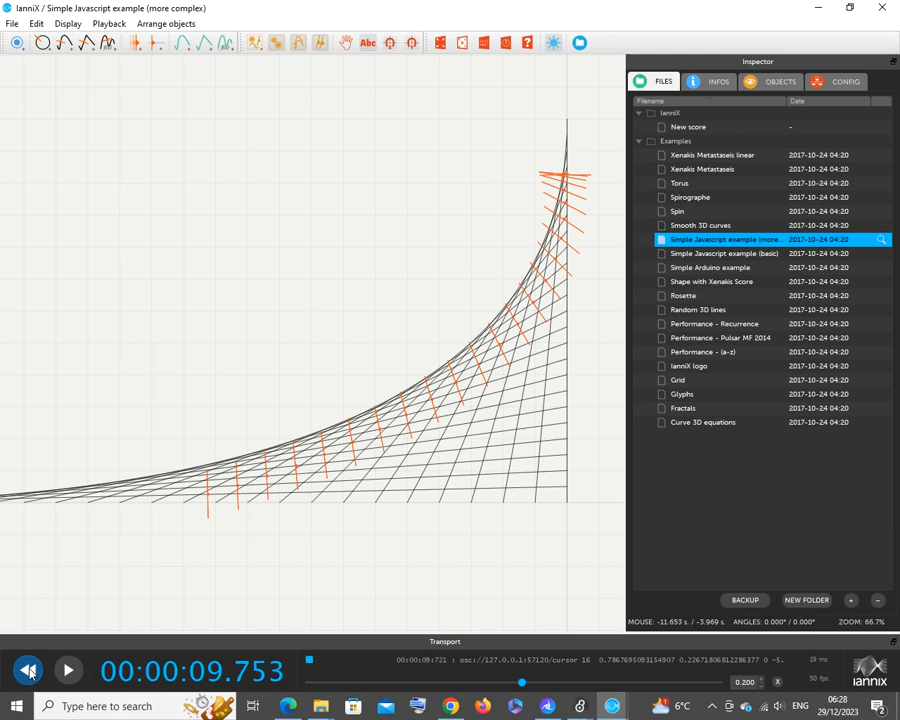 IanniX / Simple Javascript example (more complex)
File Edit Display Playback Arrange objects
Abc
Inspector
FILES INFOS OBJECTS CONFIG
Filename Date
IanniX
New score -
Examples
Xenakis Metastaseis linear 2017-10-24 04:20
Xenakis Metastaseis 2017-10-24 04:20
Torus 2017-10-24 04:20
Spirographe 2017-10-24 04:20
Spin 2017-10-24 04:20
Smooth 3D curves 2017-10-24 04:20
Simple Javascript example (more... 2017-10-24 04:20
Simple Javascript example (basic) 2017-10-24 04:20
Simple Arduino example 2017-10-24 04:20
Shape with Xenakis Score 2017-10-24 04:20
Rosette 2017-10-24 04:20
Random 3D lines 2017-10-24 04:20
Performance - Recurrence 2017-10-24 04:20
Performance - Pulsar MF 2014 2017-10-24 04:20
Performance - (a-z) 2017-10-24 04:20
IanniX logo 2017-10-24 04:20
Grid 2017-10-24 04:20
Glyphs 2017-10-24 04:20
Fractals 2017-10-24 04:20
Curve 3D equations 2017-10-24 04:20
BACKUP NEW FOLDER + -
MOUSE: -11.653 s. / -3.969 s. ANGLES: 0.000° / 0.000° ZOOM: 66.7%
Transport
00:00:09.753
00:00:09:721 : osc://127.0.0.1:57120/cursor 16 0.7867695093154907 0.22671806812286377 0 -5.
0.200 X
19 ms
50 fps
iannix
Type here to search
6°C
ENG
06:28
29/12/2023
2